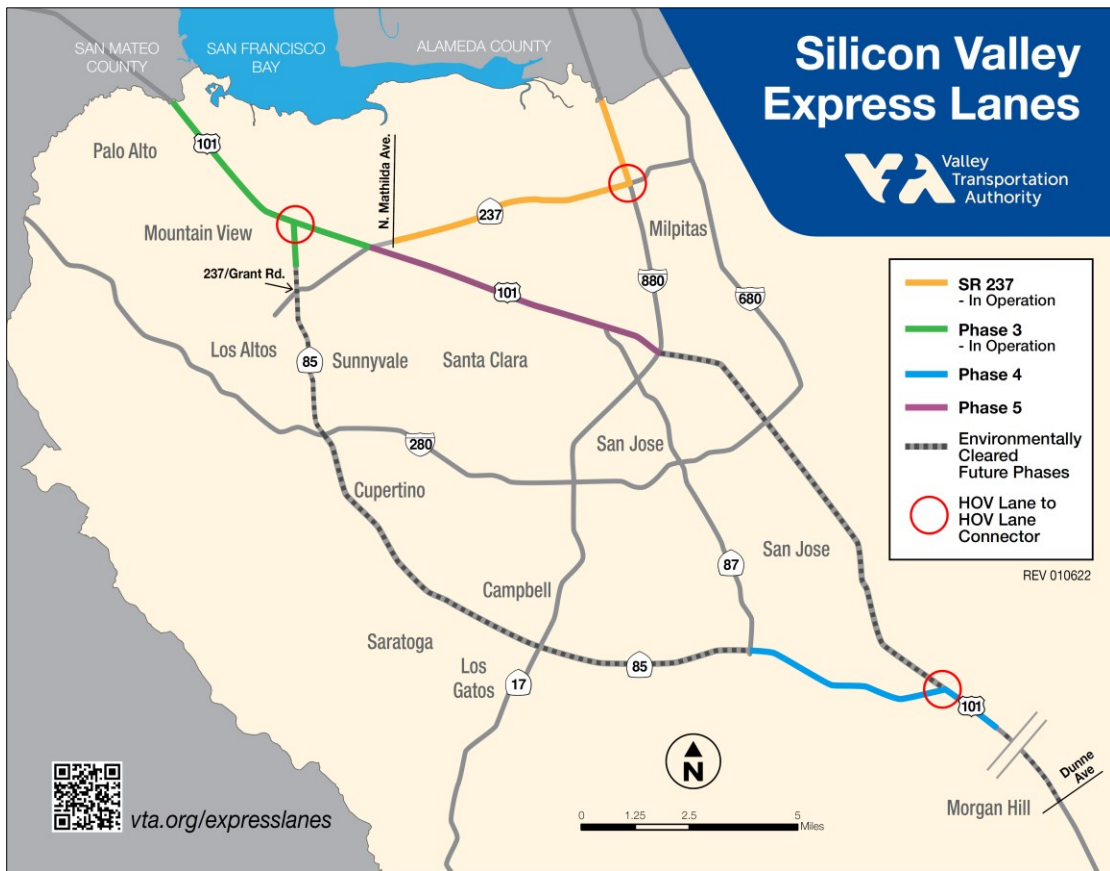 SAN MATEO
COUNTY
SAN FRANCISCO
BAY
ALAMEDA COUNTY
Silicon Valley
Express Lanes
VTA
Valley
Transportation
Authority
Palo Alto
101
N. Mathilda Ave.
237
Milpitas
Mountain View
237/Grant Rd.
101
880
680
Los Altos
85
Sunnyvale
Santa Clara
280
San Jose
Cupertino
San Jose
87
Campbell
Saratoga
85
Los
Gatos
17
101
Dunne
Ave
Morgan Hill
SR 237
- In Operation
Phase 3
- In Operation
Phase 4
Phase 5
Environmentally
Cleared
Future Phases
HOV Lane to
HOV Lane
Connector
REV 010622
N
0 1.25 2.5 5
Miles
vta.org/expresslanes